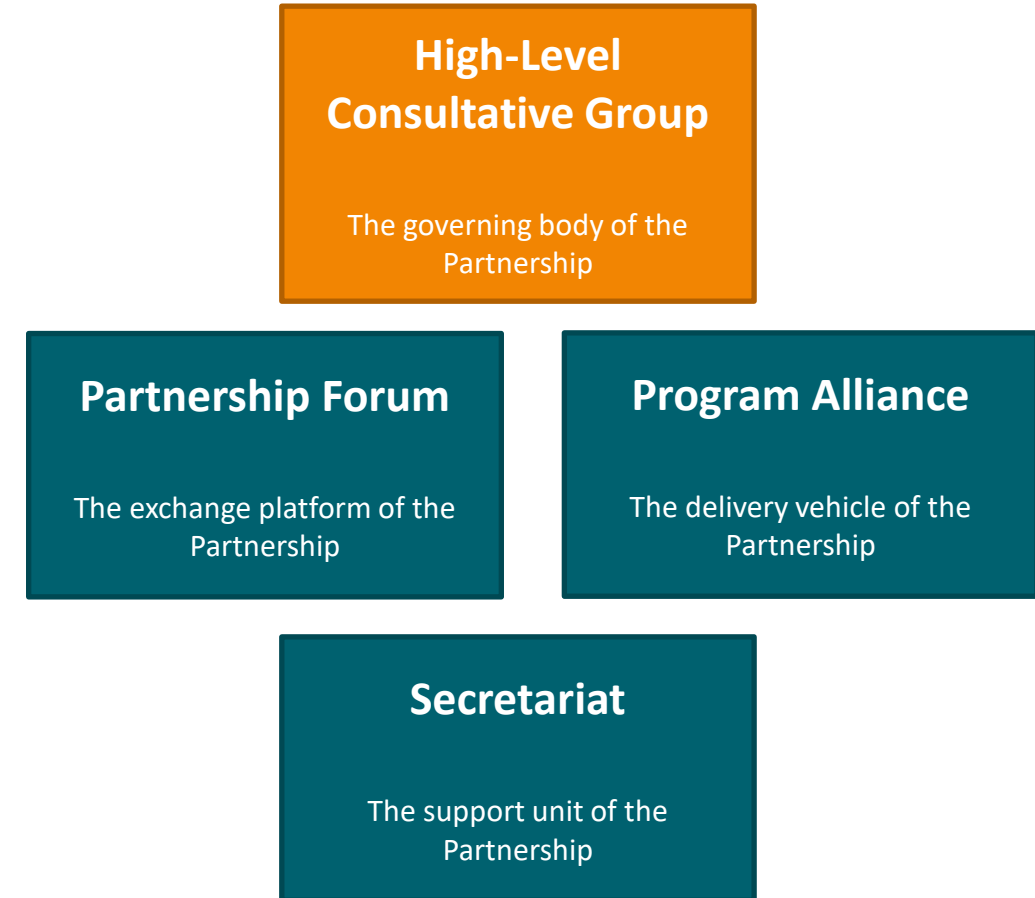 High-Level
Consultative Group
The governing body of the
Partnership
Partnership Forum
The exchange platform of the
Partnership
Program Alliance
The delivery vehicle of the
Partnership
Secretariat
The support unit of the
Partnership